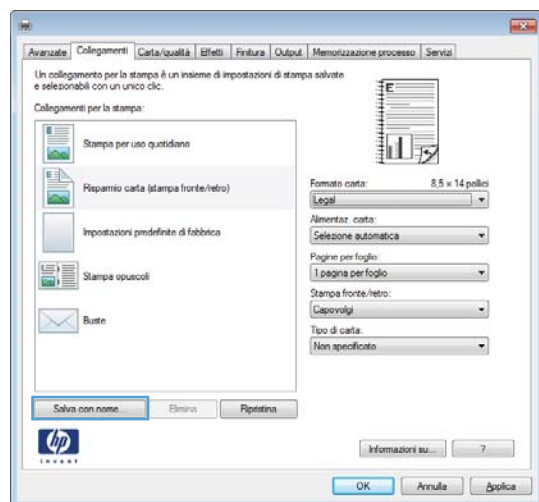 Avanzate Collegamenti Carta/qualità Effetti Finitura Output Memorizzazione processo Servizi
Un collegamento per la stampa è un insieme di impostazioni di stampa salvate
e selezionabili con un unico clic.
Collegamenti per la stampa:
Stampa per uso quotidiano
Risparmio carta (stampa fronte/retro)
Impostazioni predefinite di fabbrica
Stampa opuscoli
Buste
Salva con nome... Elimina Ripristina
E
Formato carta: 8,5 × 14 pollici
Legal
Alimentaz. carta:
Selezione automatica
Pagine per foglio:
1 pagina per foglio
Stampa fronte/retro:
Capovolgi
Tipo di carta:
Non specificato
hp
invent
Informazioni su... ?
OK Annulla Applica